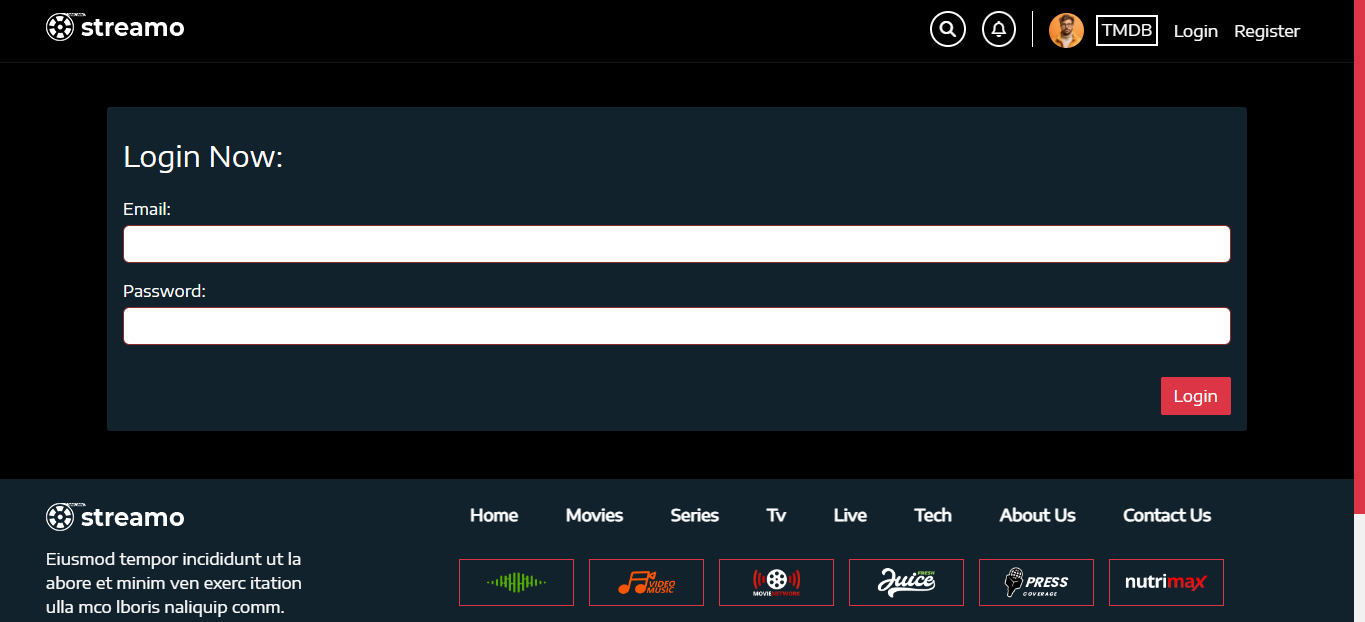 streamo
TMDB Login Register
Login Now:
Email:
Password:
Login
streamo
Home Movies Series Tv Live Tech About Us Contact Us
Eiusmod tempor incididunt ut la
abore et minim ven exerc itation
ulla mco lboris naliquip comm.
VIDEO
MUSIC
MOVIENETWORK
FRESH
Juice
PRESS
COVERAGE
nutrimax